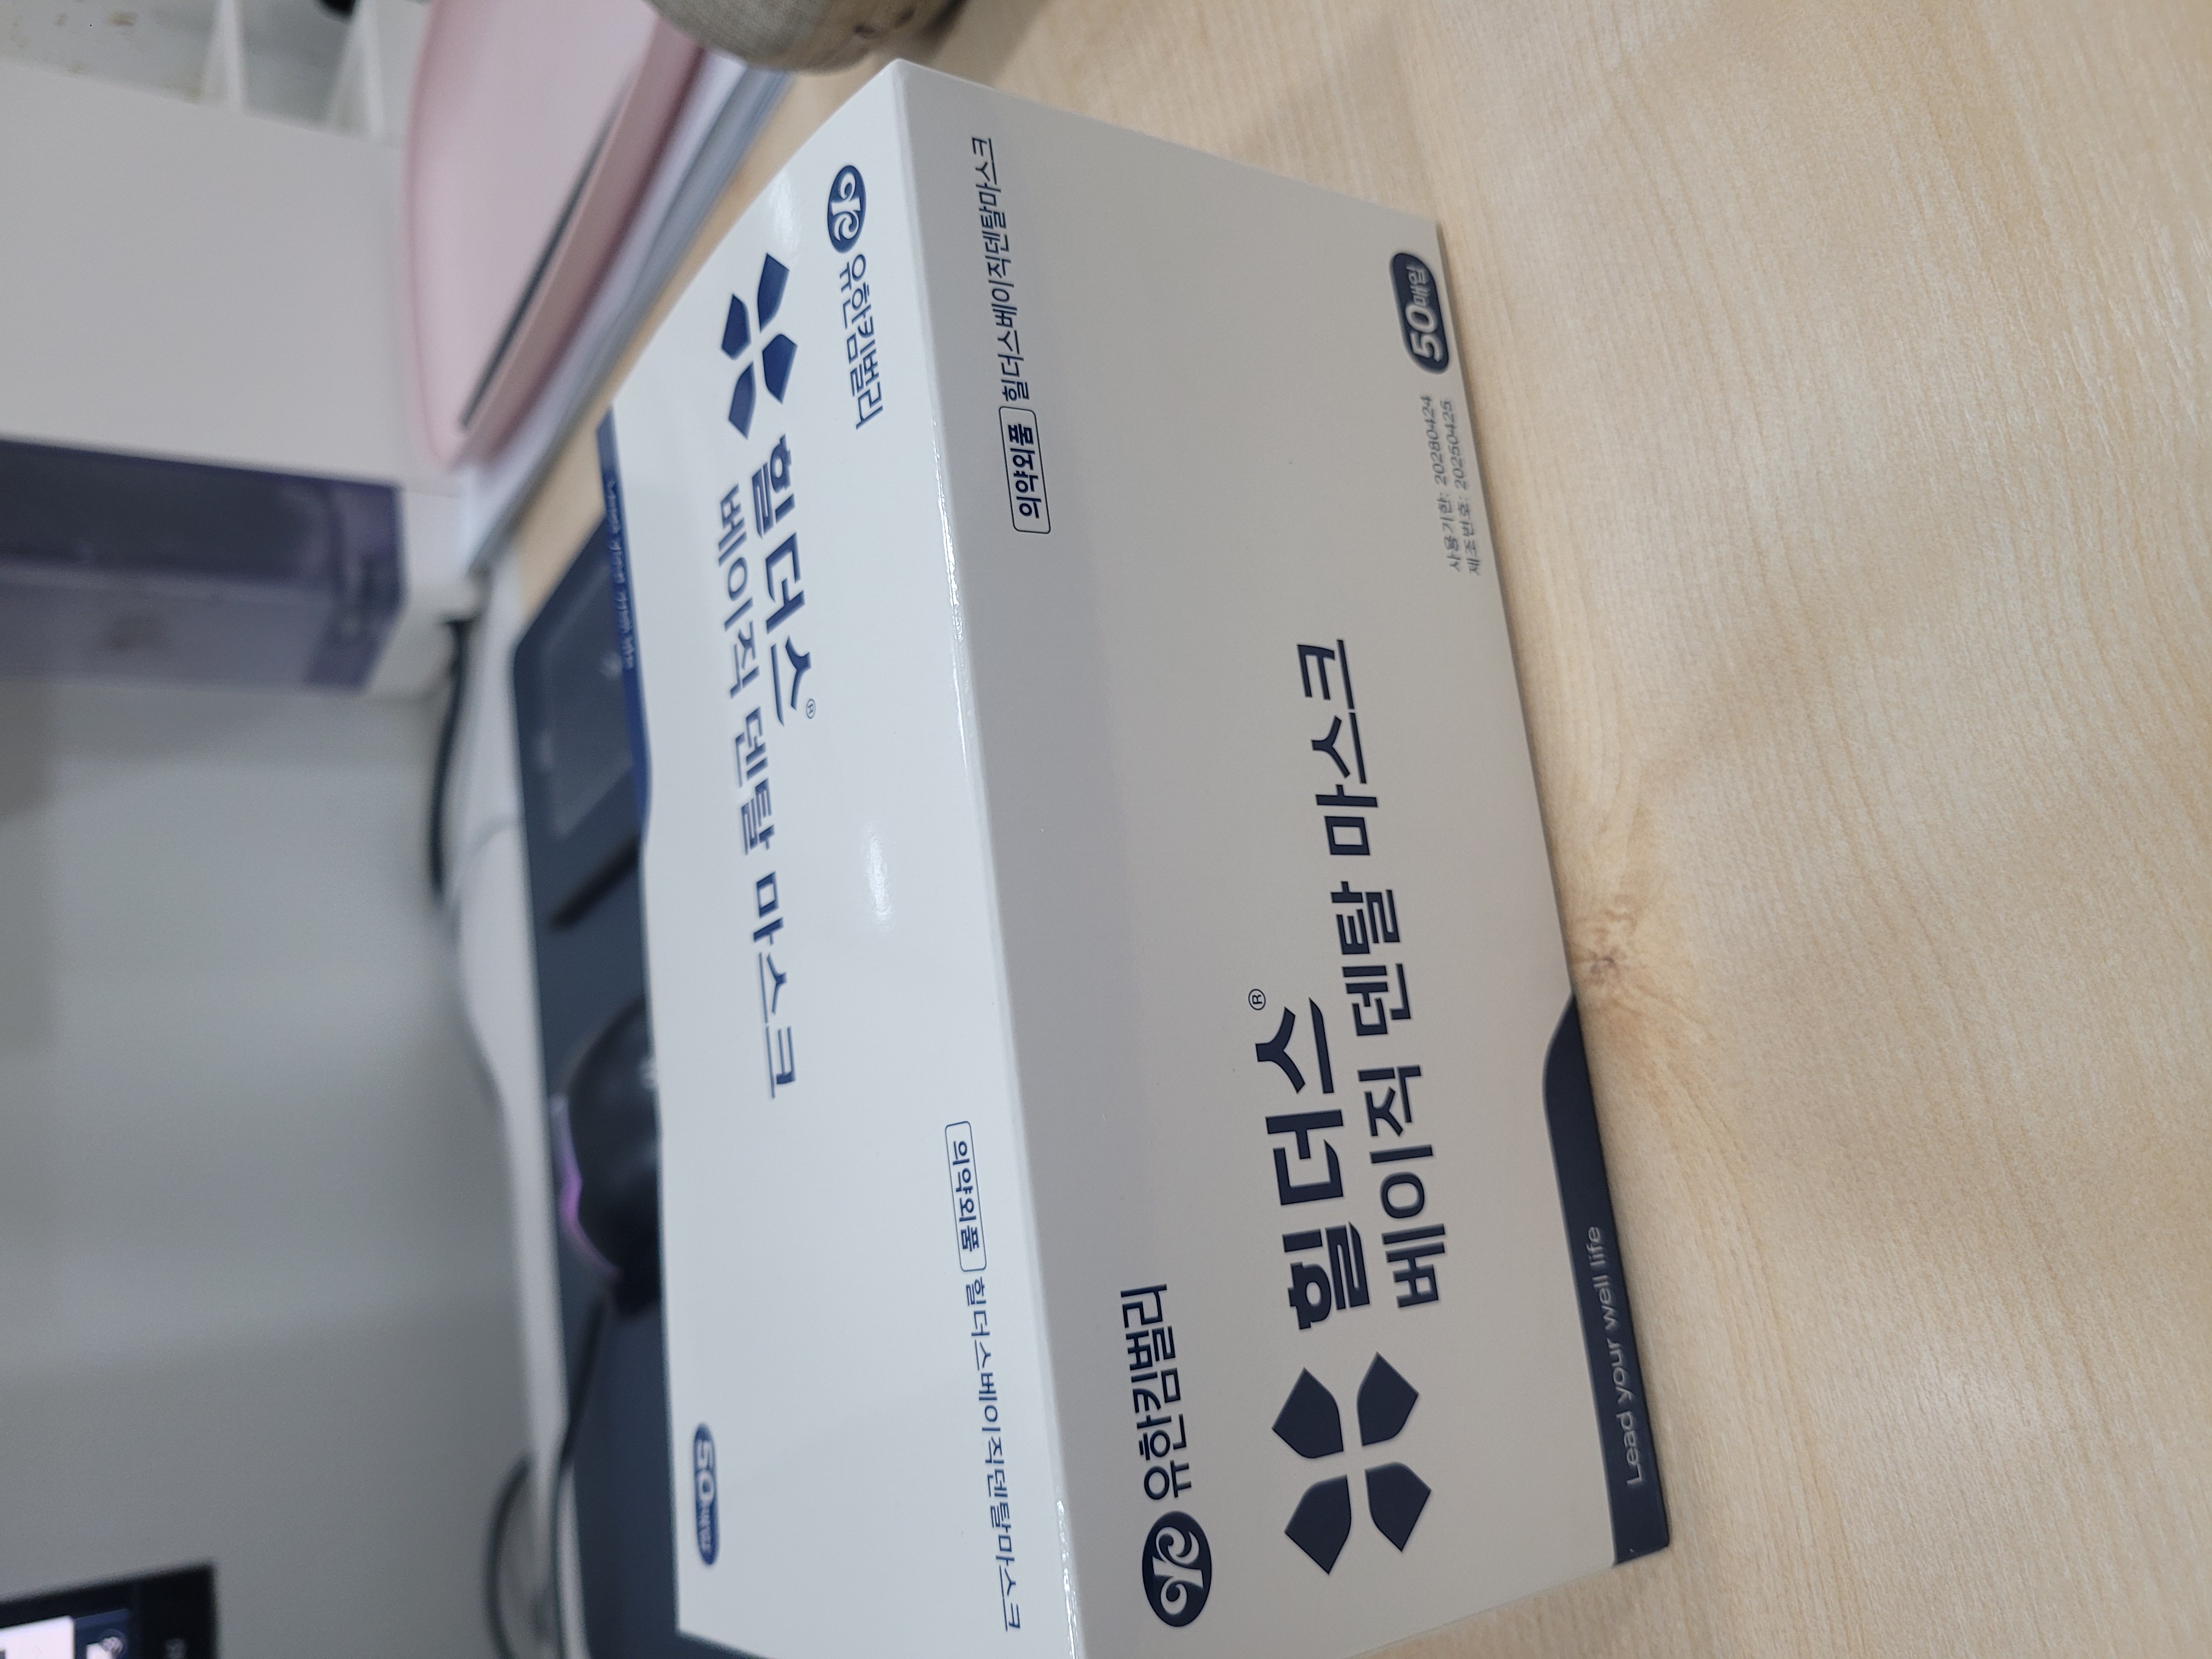 50매입
베이직 덴탈 마스크
힐더스®
유한킴벌리
의약외품 힐더스베이직덴탈마스크
의약외품 힐더스베이직덴탈마스크
유한킴벌리
힐더스®
베이직 덴탈 마스크
사용기한: 20280424
제조번호: 20250425
50매입
Lead your well life